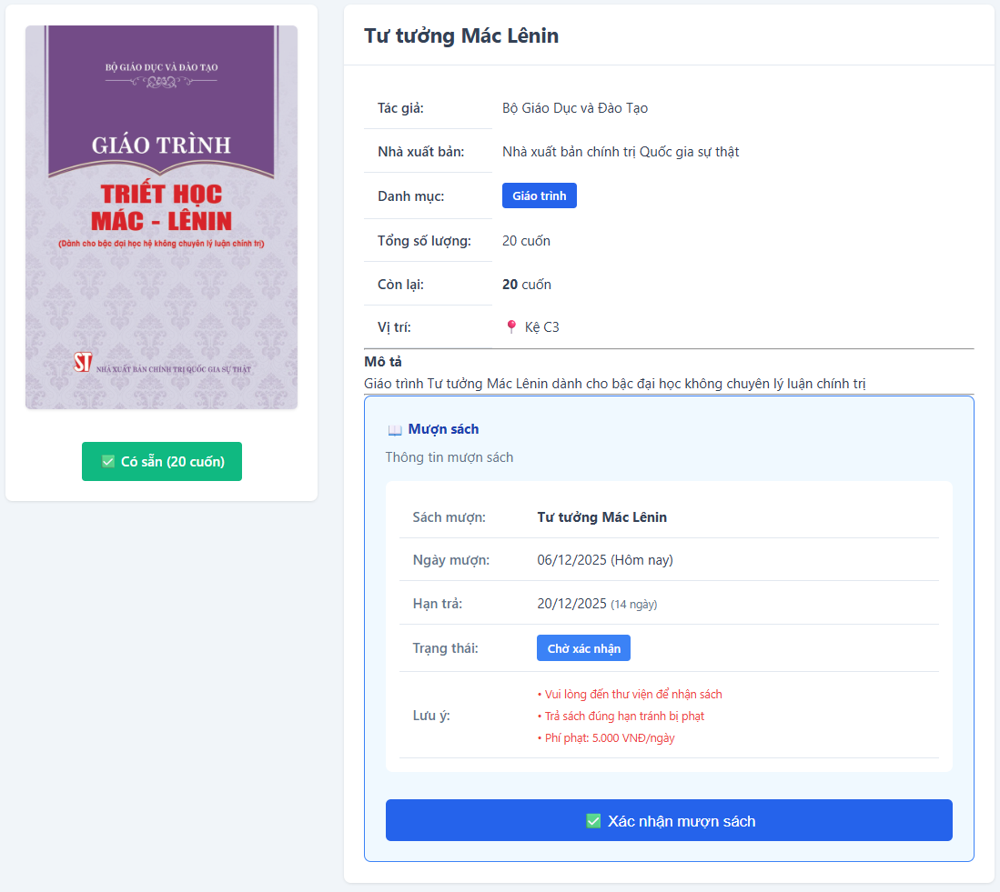 BỘ GIÁO DỤC VÀ ĐÀO TẠO
GIÁO TRÌNH
TRIẾT HỌC
MÁC - LÊNIN
(Dành cho bậc đại học hệ không chuyên lý luận chính trị)
ST
NHÀ XUẤT BẢN CHÍNH TRỊ QUỐC GIA SỰ THẬT
✅ Có sẵn (20 cuốn)
Tư tưởng Mác Lênin
Tác giả: Bộ Giáo Dục và Đào Tạo
Nhà xuất bản: Nhà xuất bản chính trị Quốc gia sự thật
Danh mục: Giáo trình
Tổng số lượng: 20 cuốn
Còn lại: 20 cuốn
Vị trí: 📍 Kệ C3
Mô tả
Giáo trình Tư tưởng Mác Lênin dành cho bậc đại học không chuyên lý luận chính trị
📖 Mượn sách
Thông tin mượn sách
Sách mượn: Tư tưởng Mác Lênin
Ngày mượn: 06/12/2025 (Hôm nay)
Hạn trả: 20/12/2025 (14 ngày)
Trạng thái: Chờ xác nhận
Lưu ý:
• Vui lòng đến thư viện để nhận sách
• Trả sách đúng hạn tránh bị phạt
• Phí phạt: 5.000 VNĐ/ngày
✅ Xác nhận mượn sách